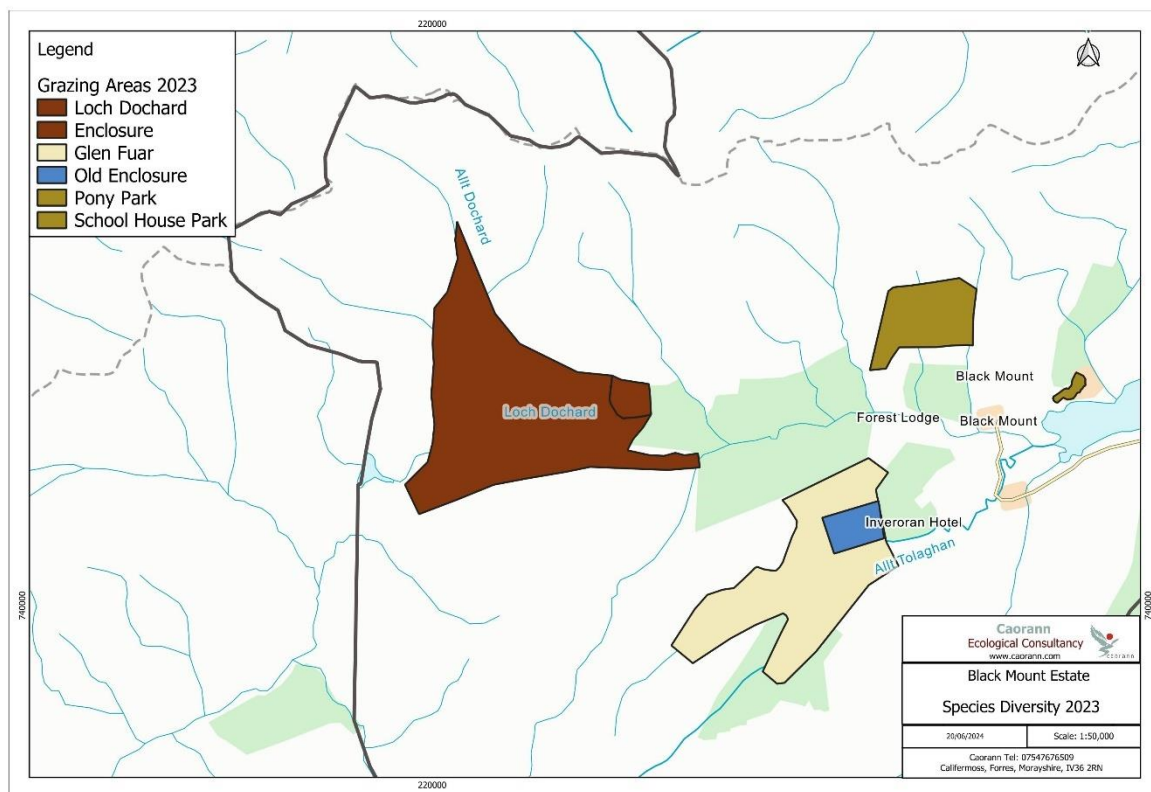 220000
Legend
Grazing Areas 2023
Loch Dochard
Enclosure
Glen Fuar
Old Enclosure
Pony Park
School House Park
Allt Dochard
Loch Dochard
Black Mount
Forest Lodge
Black Mount
Inveroran Hotel
Allt Tolaghan
740000
740000
Caorann
Ecological Consultancy
www.caorann.com
caorann
Black Mount Estate
Species Diversity 2023
20/06/2024
Scale: 1:50,000
Caorann Tel: 07547676509
Califermoss, Forres, Morayshire, IV36 2RN
220000